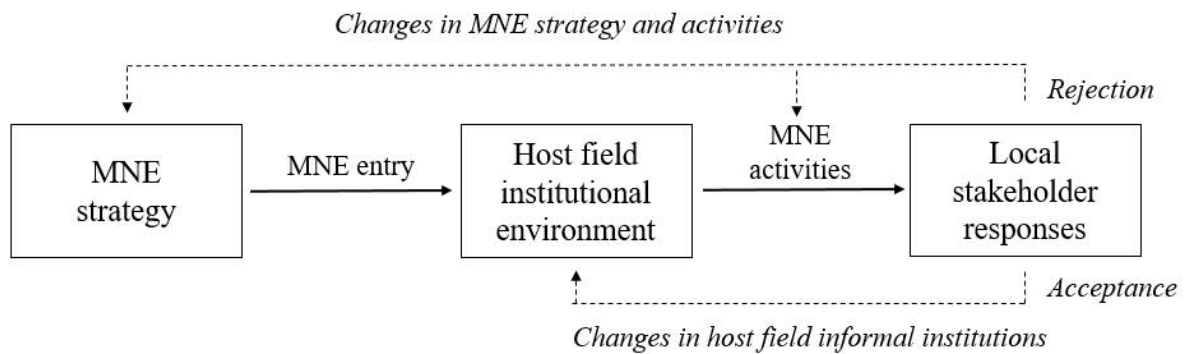 Changes in MNE strategy and activities
Rejection
MNE
strategy
MNE entry
Host field
institutional
environment
MNE
activities
Local
stakeholder
responses
Acceptance
Changes in host field informal institutions